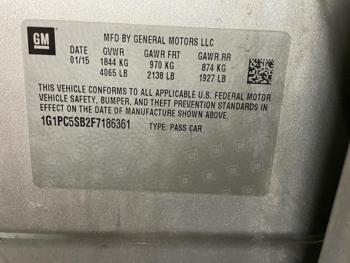 GM
MFD BY GENERAL MOTORS LLC
DATE GVWR GAWR FRT GAWR.RR
01/15 1844 KG 970 KG 874 KG
4065 LB 2138 LB 1927 LB
THIS VEHICLE CONFORMS TO ALL APPLICABLE U.S. FEDERAL MOTOR
VEHICLE SAFETY, BUMPER, AND THEFT PREVENTION STANDARDS IN
EFFECT ON THE DATE OF MANUFACTURE SHOWN ABOVE.
1G1PC5SB2F7186361 TYPE: PASS CAR